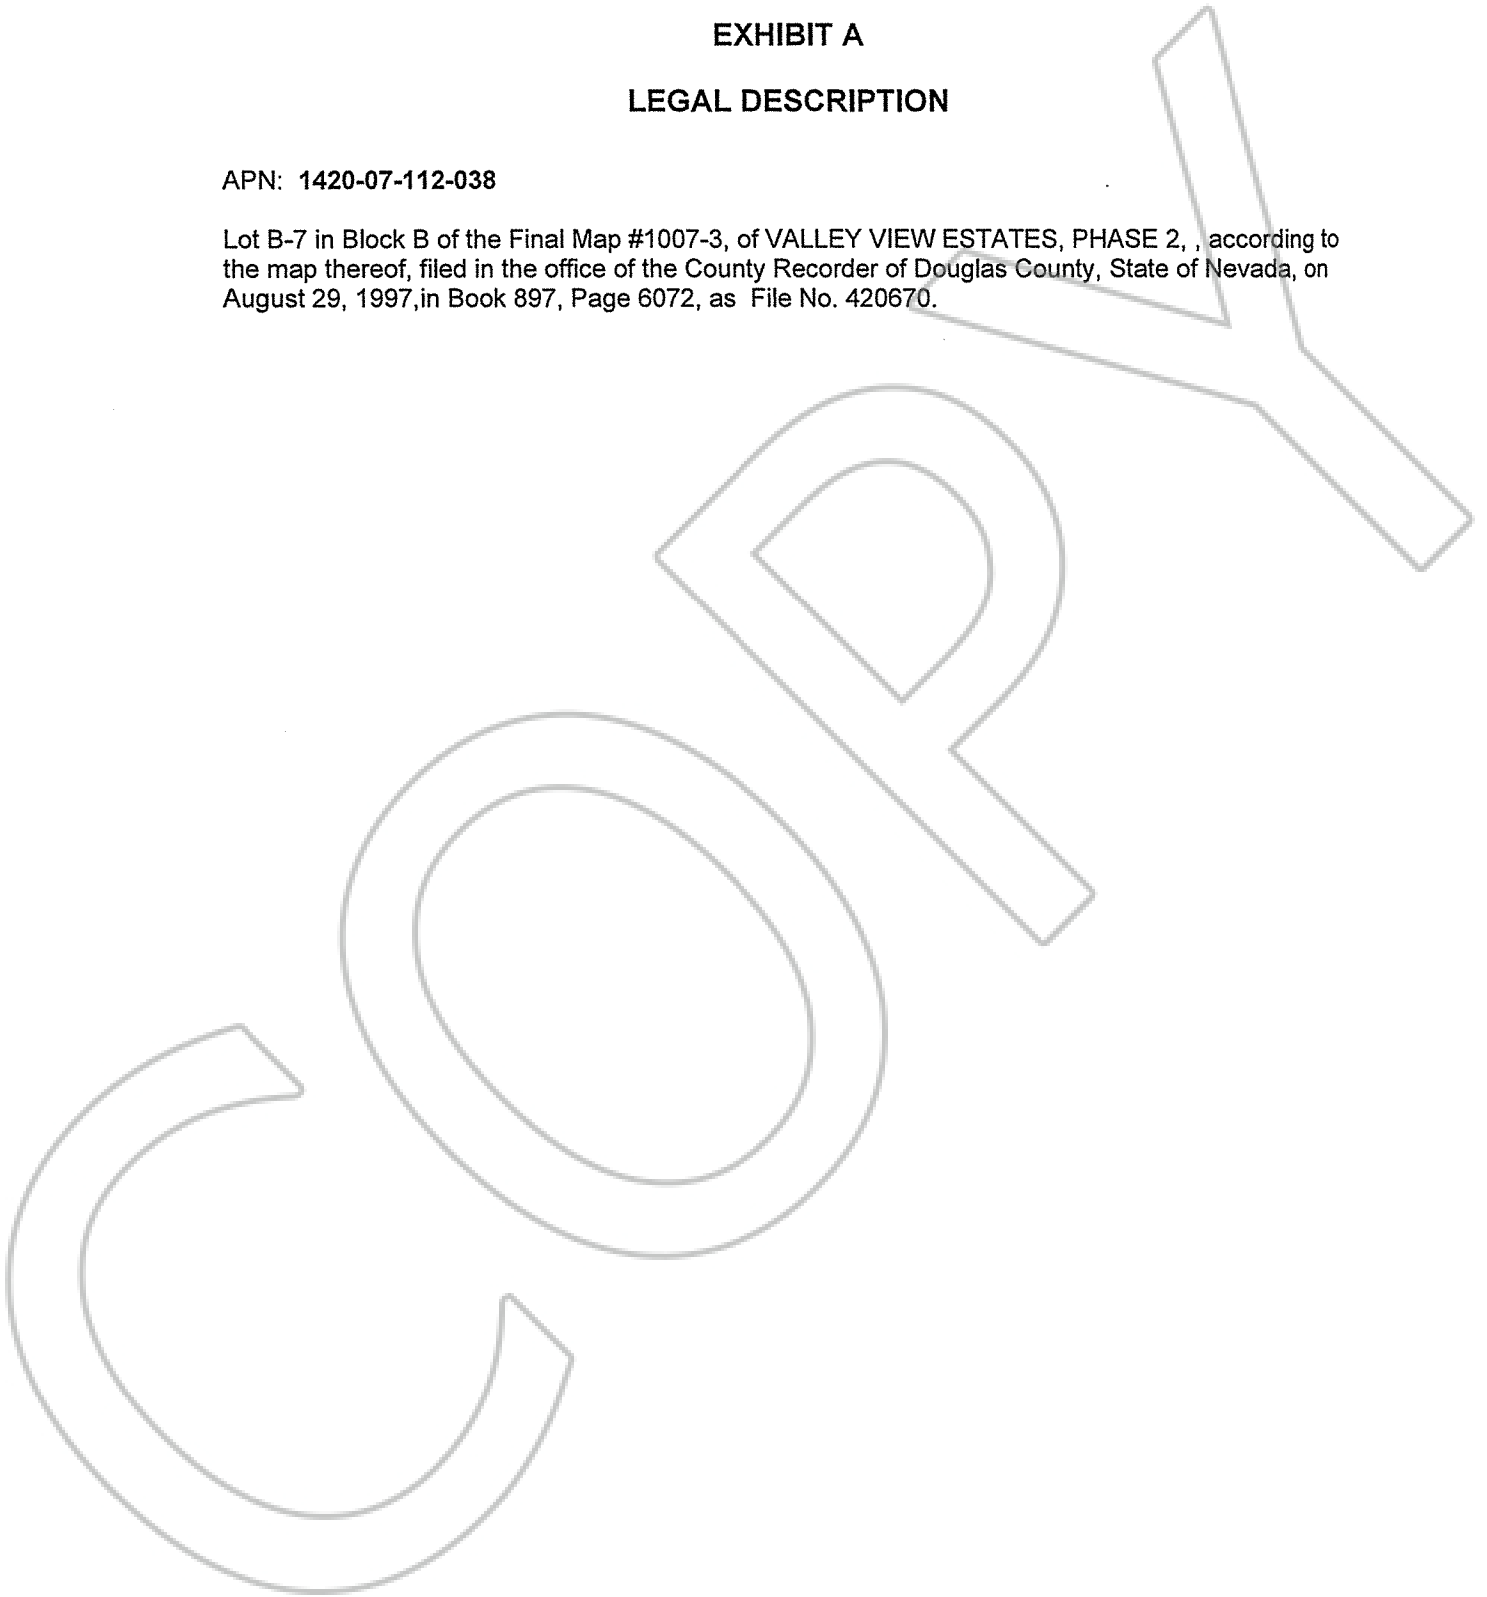 EXHIBIT A
LEGAL DESCRIPTION
APN: 1420-07-112-038
Lot B-7 in Block B of the Final Map #1007-3, of VALLEY VIEW ESTATES, PHASE 2, , according to
the map thereof, filed in the office of the County Recorder of Douglas County, State of Nevada, on
August 29, 1997,in Book 897, Page 6072, as  File No. 420670.
COPY